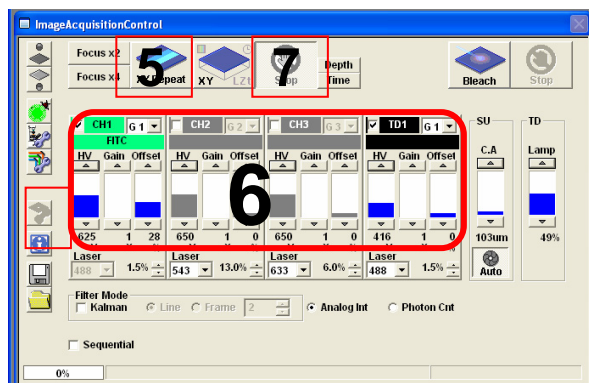 ImageAcquisitionControl
Focus x2
Focus x4
5
XY Repeat
XY
LZt
7
Stop
Depth
Time
Bleach
Stop
CH1 G 1 CH2 G 2 CH3 G 3 TD1 G 1 SU TD
FITC
HV Gain Offset HV Gain Offset HV Gain Offset HV Gain Offset C.A Lamp
6
625 1 28 650 1 0 650 1 0 416 1 0 103um 49%
Laser Laser Laser Laser
488 1.5% 543 13.0% 633 6.0% 488 1.5% Auto
Filter Mode
Kalman Line Frame 2 Analog Int Photon Cnt
Sequential
0%